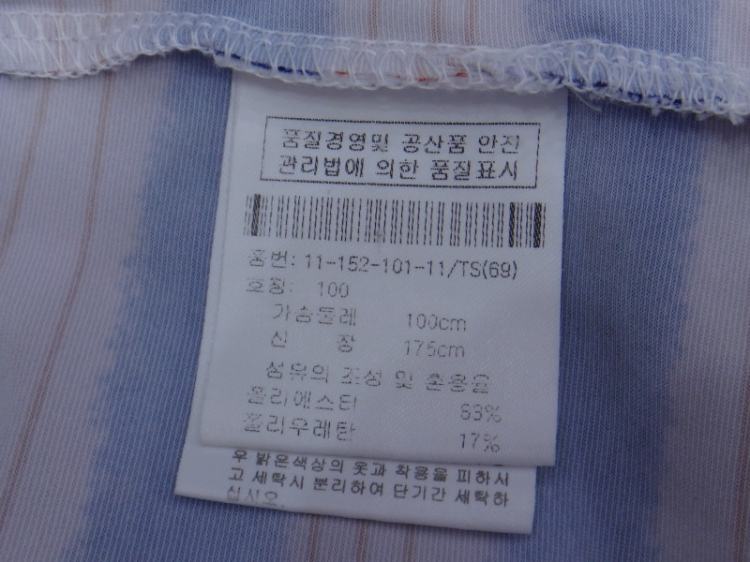 품질경영및 공산품 안전
관리법에 의한 품질표시
품번: 11-152-101-11/TS(69)
호칭: 100
가슴둘레 100cm
신 장 175cm
섬유의 조성 및 혼용율
폴리에스터 83%
폴리우레탄 17%
우 밝은색상의 옷과 착용을 피하시
고 세탁시 분리하여 단기간 세탁하
십시오.